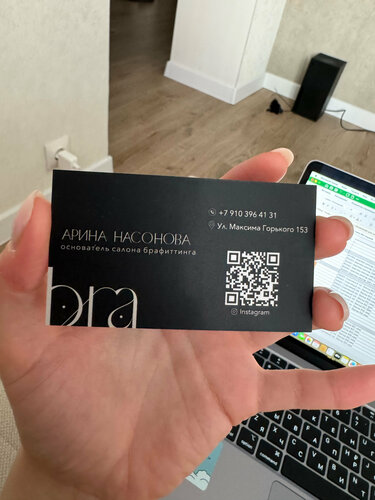 АРИНА НАСОНОВА
основатель салона брафиттинга
+7 910 396 41 31
Ул. Максима Горького 153
bra
Instagram